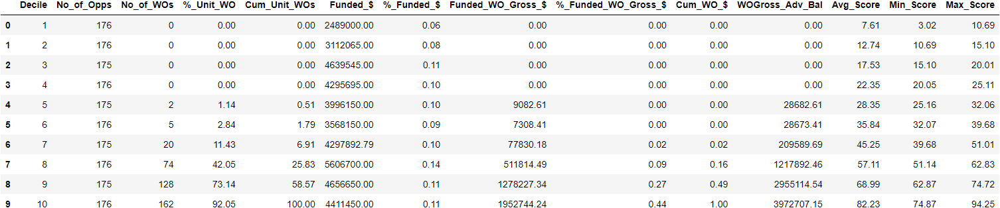 Decile No_of_Opps No_of_WOs %_Unit_WO Cum_Unit_WOs Funded_$ %_Funded_$ Funded_WO_Gross_$ %_Funded_WO_Gross_$ Cum_WO_$ WOGross_Adv_Bal Avg_Score Min_Score Max_Score
0 1 176 0 0.00 0.00 2489000.00 0.06 0.00 0.00 0.00 0.00 7.61 3.02 10.69
1 2 176 0 0.00 0.00 3112065.00 0.08 0.00 0.00 0.00 0.00 12.74 10.69 15.10
2 3 175 0 0.00 0.00 4639545.00 0.11 0.00 0.00 0.00 0.00 17.53 15.10 20.01
3 4 176 0 0.00 0.00 4295695.00 0.10 0.00 0.00 0.00 0.00 22.35 20.05 25.11
4 5 175 2 1.14 0.51 3996150.00 0.10 9082.61 0.00 0.00 28682.61 28.35 25.16 32.06
5 6 176 5 2.84 1.79 3568150.00 0.09 7308.41 0.00 0.00 28673.41 35.84 32.07 39.68
6 7 175 20 11.43 6.91 4297892.79 0.10 77830.18 0.02 0.02 209589.69 45.25 39.68 51.01
7 8 176 74 42.05 25.83 5606700.00 0.14 511814.49 0.09 0.16 1217892.46 57.11 51.14 62.83
8 9 175 128 73.14 58.57 4656650.00 0.11 1278227.34 0.27 0.49 2955114.54 68.99 62.87 74.72
9 10 176 162 92.05 100.00 4411450.00 0.11 1952744.24 0.44 1.00 3972707.15 82.23 74.87 94.25